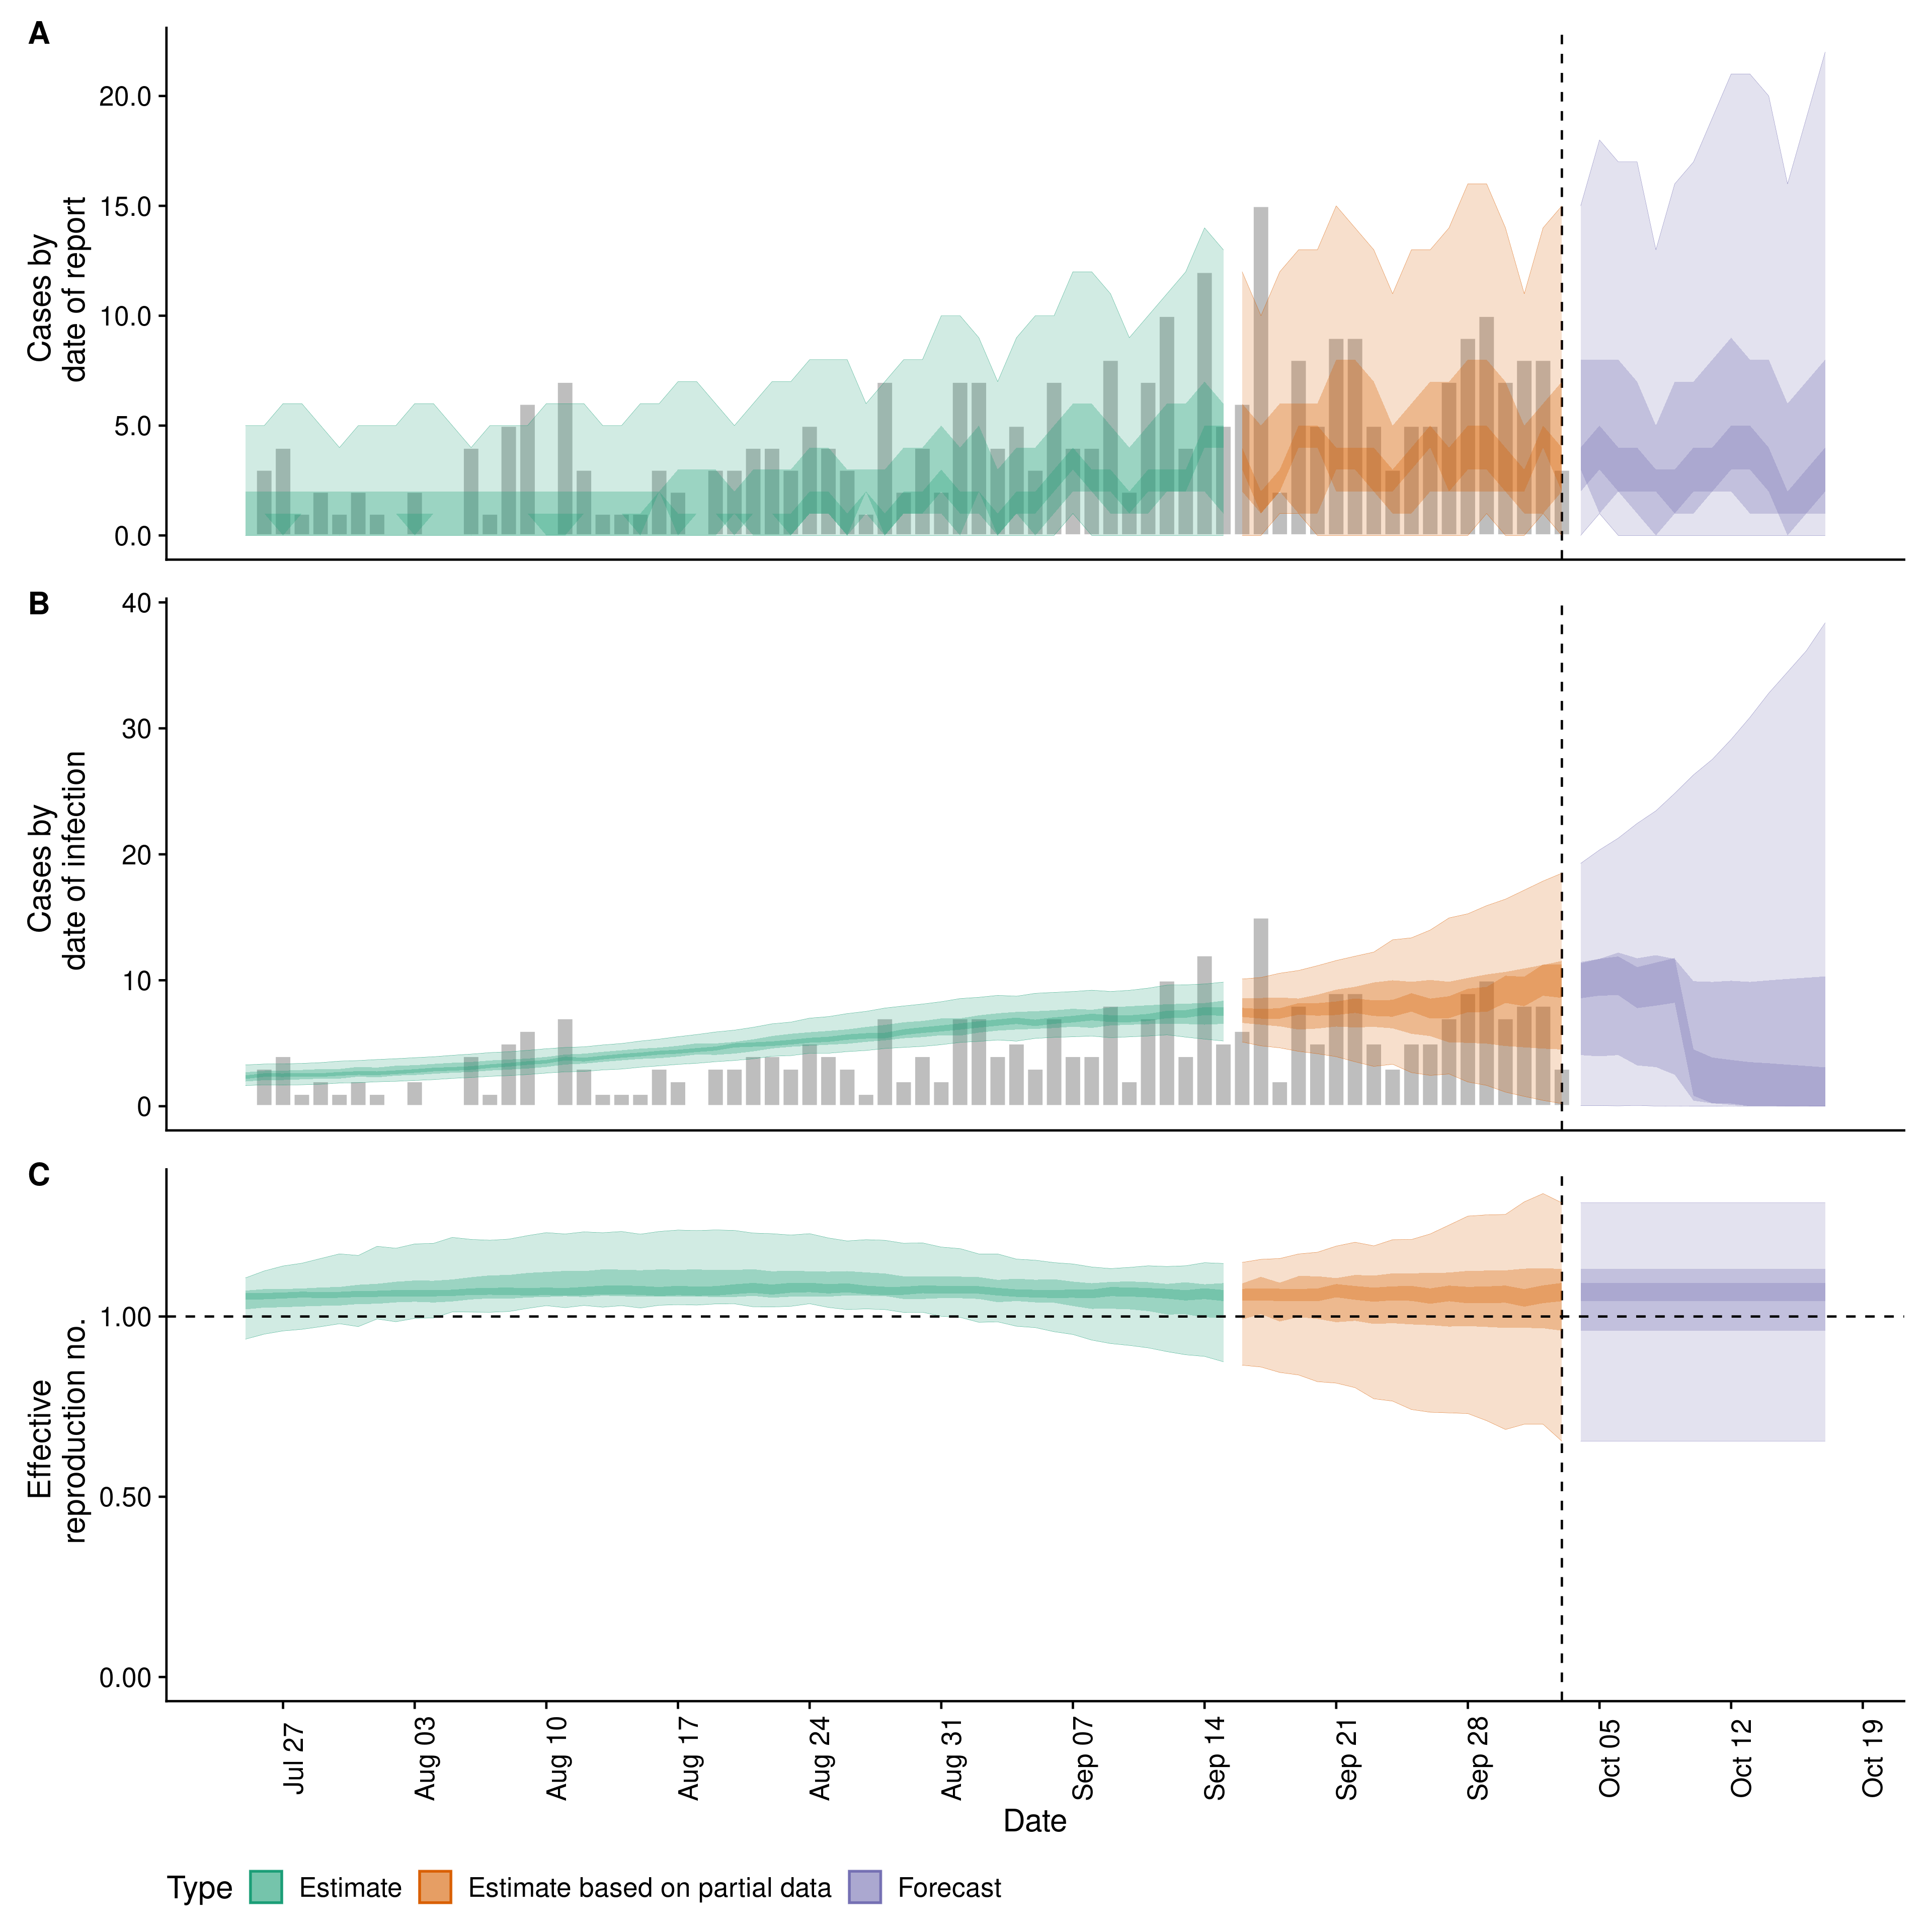 A
Cases by
date of report
20.0
15.0
10.0
5.0
0.0
B
Cases by
date of infection
40
30
20
10
0
C
Effective
reproduction no.
1.00
0.50
0.00
Jul 27
Aug 03
Aug 10
Aug 17
Aug 24
Aug 31
Sep 07
Sep 14
Sep 21
Sep 28
Oct 05
Oct 12
Oct 19
Date
Type Estimate Estimate based on partial data Forecast